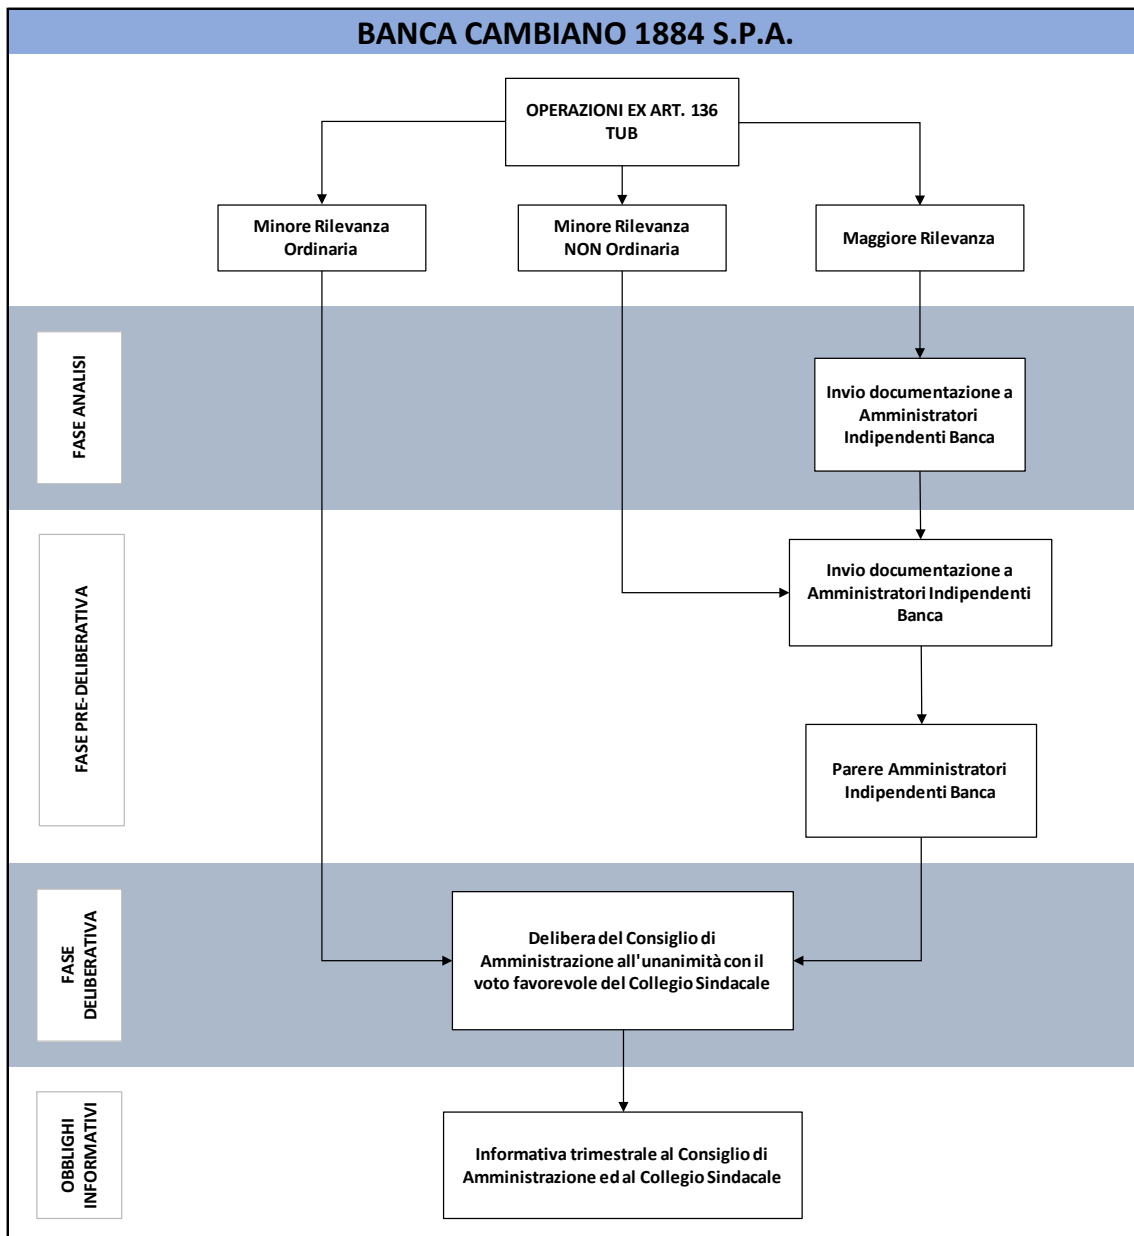 BANCA CAMBIANO 1884 S.P.A.
OPERAZIONI EX ART. 136
TUB
Minore Rilevanza
Ordinaria
Minore Rilevanza
NON Ordinaria
Maggiore Rilevanza
FASE ANALISI
Invio documentazione a
Amministratori
Indipendenti Banca
FASE PRE-DELIBERATIVA
Invio documentazione a
Amministratori Indipendenti
Banca
Parere Amministratori
Indipendenti Banca
FASE
DELIBERATIVA
Delibera del Consiglio di
Amministrazione all'unanimità con il
voto favorevole del Collegio Sindacale
OBBLIGHI
INFORMATIVI
Informativa trimestrale al Consiglio di
Amministrazione ed al Collegio Sindacale